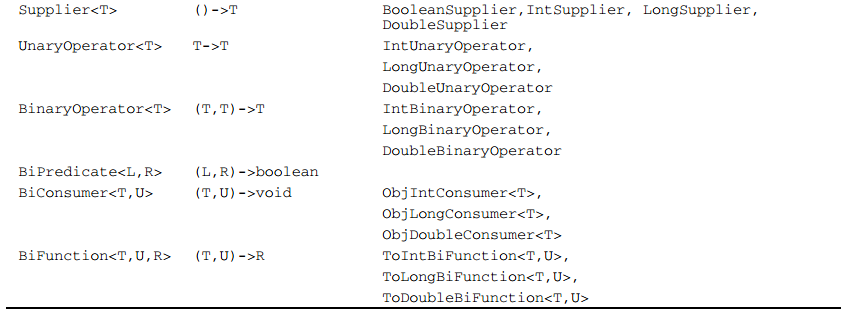 Supplier<T> ()->T BooleanSupplier,IntSupplier, LongSupplier,
DoubleSupplier
UnaryOperator<T> T->T IntUnaryOperator,
LongUnaryOperator,
DoubleUnaryOperator
BinaryOperator<T> (T,T)->T IntBinaryOperator,
LongBinaryOperator,
DoubleBinaryOperator
BiPredicate<L,R> (L,R)->boolean
BiConsumer<T,U> (T,U)->void ObjIntConsumer<T>,
ObjLongConsumer<T>,
ObjDoubleConsumer<T>
BiFunction<T,U,R> (T,U)->R ToIntBiFunction<T,U>,
ToLongBiFunction<T,U>,
ToDoubleBiFunction<T,U>